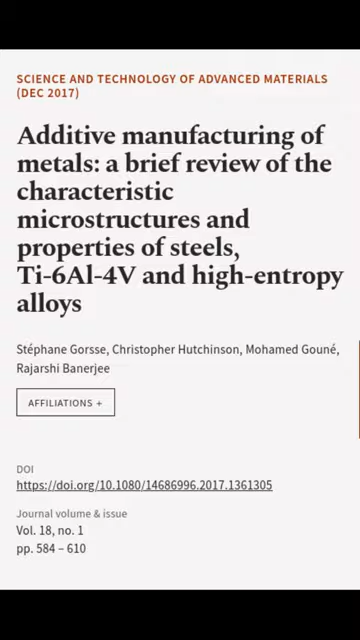 SCIENCE AND TECHNOLOGY OF ADVANCED MATERIALS
(DEC 2017)
Additive manufacturing of
metals: a brief review of the
characteristic
microstructures and
properties of steels,
Ti-6Al-4V and high-entropy
alloys
Stéphane Gorsse, Christopher Hutchinson, Mohamed Gouné,
Rajarshi Banerjee
AFFILIATIONS +
DOI
https://doi.org/10.1080/14686996.2017.1361305
Journal volume & issue
Vol. 18, no. 1
pp. 584 – 610